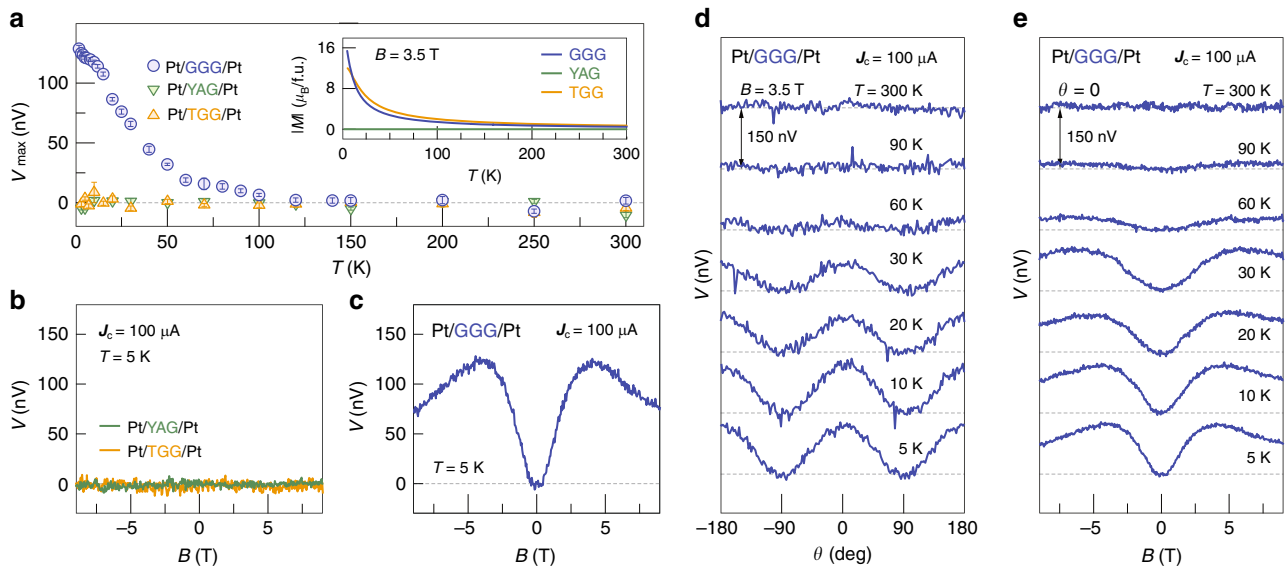 a
V max (nV)
100
50
0
0
50
100
150
200
250
300
T (K)
Pt/GGG/Pt
Pt/YAG/Pt
Pt/TGG/Pt
|M| (μB/f.u.)
16
8
0
B = 3.5 T
GGG
YAG
TGG
0
100
200
300
T (K)
b
V (nV)
150
100
50
0
Jc = 100 μA
T = 5 K
Pt/YAG/Pt
Pt/TGG/Pt
−5
0
5
B (T)
c
V (nV)
150
100
50
0
Pt/GGG/Pt
Jc = 100 μA
T = 5 K
−5
0
5
B (T)
d
Pt/GGG/Pt
Jc = 100 μA
B = 3.5 T
T = 300 K
150 nV
90 K
60 K
30 K
20 K
10 K
5 K
V (nV)
−180
−90
0
90
180
θ (deg)
e
Pt/GGG/Pt
Jc = 100 μA
θ = 0
T = 300 K
150 nV
90 K
60 K
30 K
20 K
10 K
5 K
V (nV)
−5
0
5
B (T)